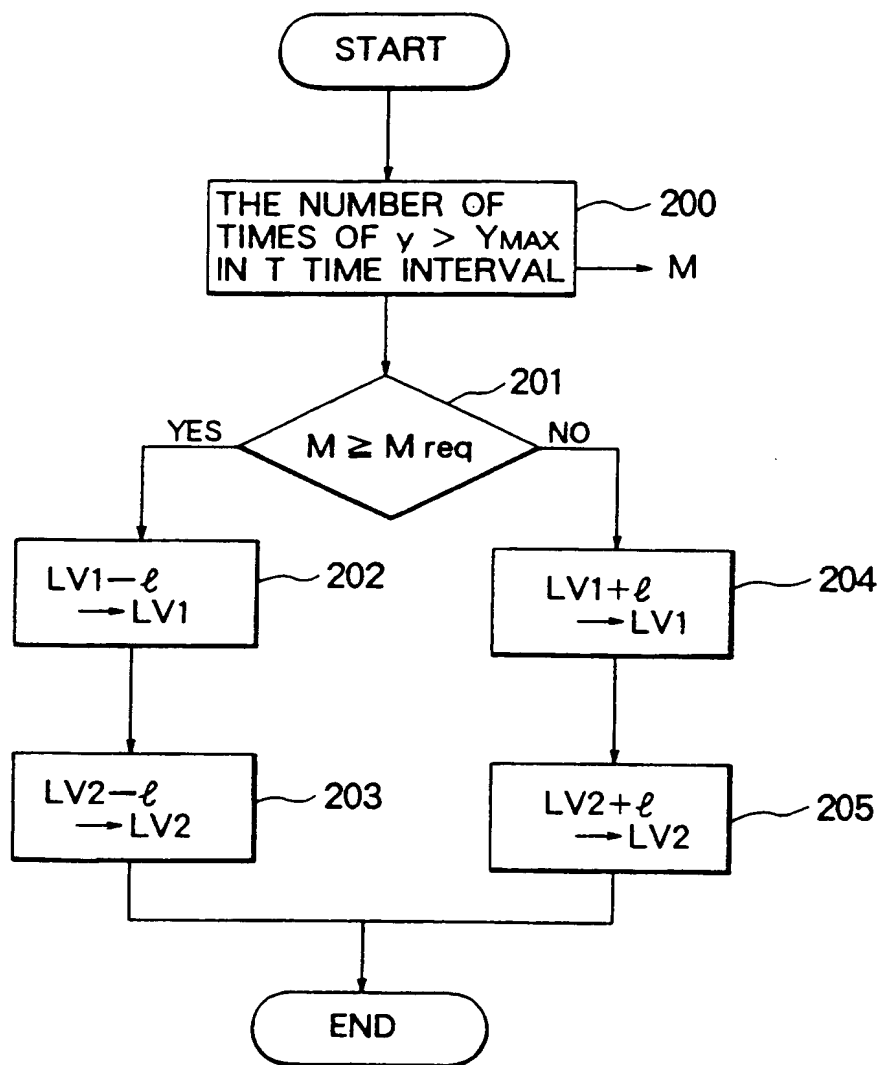 START
THE NUMBER OF
TIMES OF y > YMAX
IN T TIME INTERVAL
200
M
201
YES
M ≧ M req
NO
LV1−ℓ
→LV1
202
LV1+ℓ
→LV1
204
LV2−ℓ
→LV2
203
LV2+ℓ
→LV2
205
END